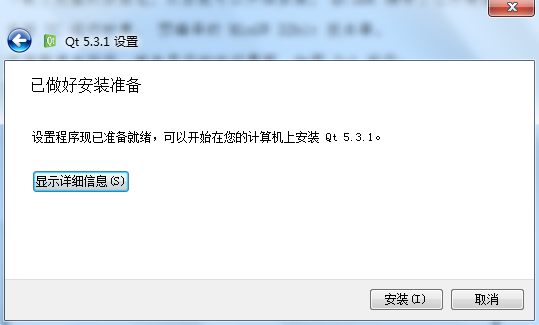 Qt 5.3.1 设置
已做好安装准备
设置程序现已准备就绪，可以开始在您的计算机上安装 Qt 5.3.1。
显示详细信息(S)
安装(I)
取消